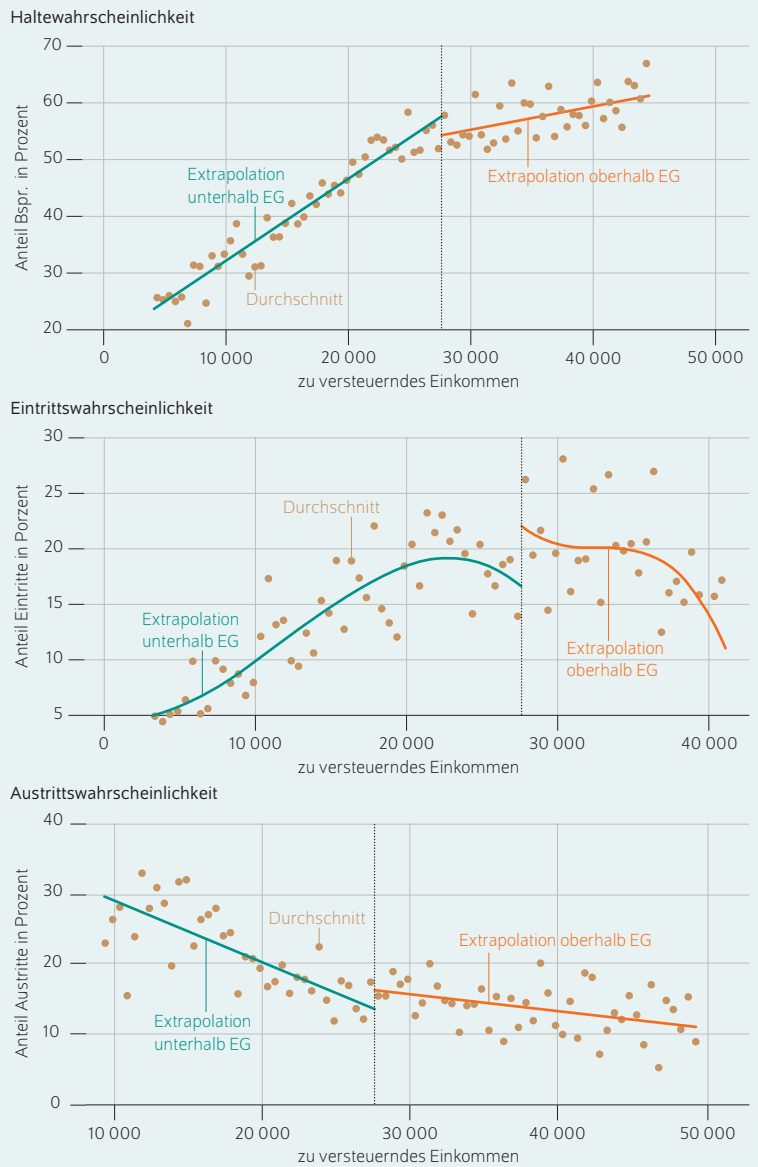 Haltewahrscheinlichkeit
70
60
50
40
30
20
Anteil Bspr. in Prozent
Extrapolation
unterhalb EG
Durchschnitt
Extrapolation oberhalb EG
0
10 000
20 000
30 000
40 000
50 000
zu versteuerndes Einkommen
Eintrittswahrscheinlichkeit
30
25
20
15
10
5
Anteil Eintritte in Porzent
Durchschnitt
Extrapolation
unterhalb EG
Extrapolation
oberhalb EG
0
10 000
20 000
30 000
40 000
zu versteuerndes Einkommen
Austrittswahrscheinlichkeit
40
30
20
10
0
Anteil Austritte in Prozent
Durchschnitt
Extrapolation oberhalb EG
Extrapolation
unterhalb EG
10 000
20 000
30 000
40 000
50 000
zu versteuerndes Einkommen